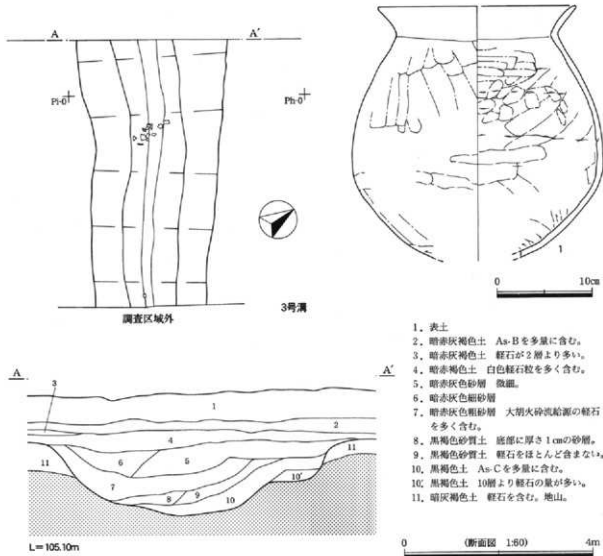 A A'
Pl-0 Ph-0
調査区域外
3号溝
1
0 10cm
A A'
3
1
2
4
11 6 5 11
7 8 9 10 10'
L=105.10m
1. 表土
2. 暗赤灰褐色土 As-Bを多量に含む。
3. 暗赤灰褐色土 軽石が2層より多い。
4. 暗赤褐色土 白色軽石粒を多く含む。
5. 暗赤灰色砂層 微細。
6. 暗赤灰色細砂層
7. 暗赤灰色粗砂層 大胡火砕流給源の軽石
を多く含む。
8. 黒褐色砂質土 底部に厚さ1cmの砂層。
9. 黒褐色砂質土 軽石をほとんど含まない。
10. 黒褐色土 As-Cを多量に含む。
10'. 黒褐色土 10層より軽石の量が多い。
11. 暗灰褐色土 軽石を含む。地山。
0 (断面図 1:60) 4m